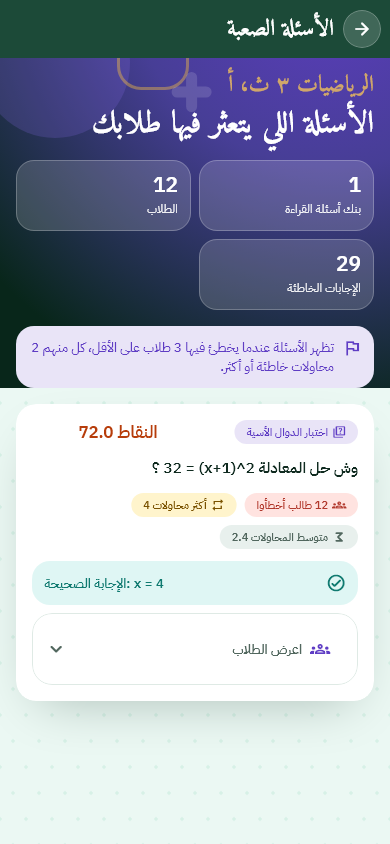 الأسئلة الصعبة
الرياضيات ٣ ث، أ
الأسئلة اللي يتعثر فيها طلابك
1
بنك أسئلة القراءة
12
الطلاب
29
الإجابات الخاطئة
تظهر الأسئلة عندما يخطئ فيها 3 طلاب على الأقل، كل منهم 2
محاولات خاطئة أو أكثر.
اختبار الدوال الأسية
النقاط 72.0
وش حل المعادلة 2^(x+1) = 32 ؟
12 طالب أخطأوا
أكثر محاولات 4
متوسط المحاولات 2.4
الإجابة الصحيحة: x = 4
اعرض الطلاب